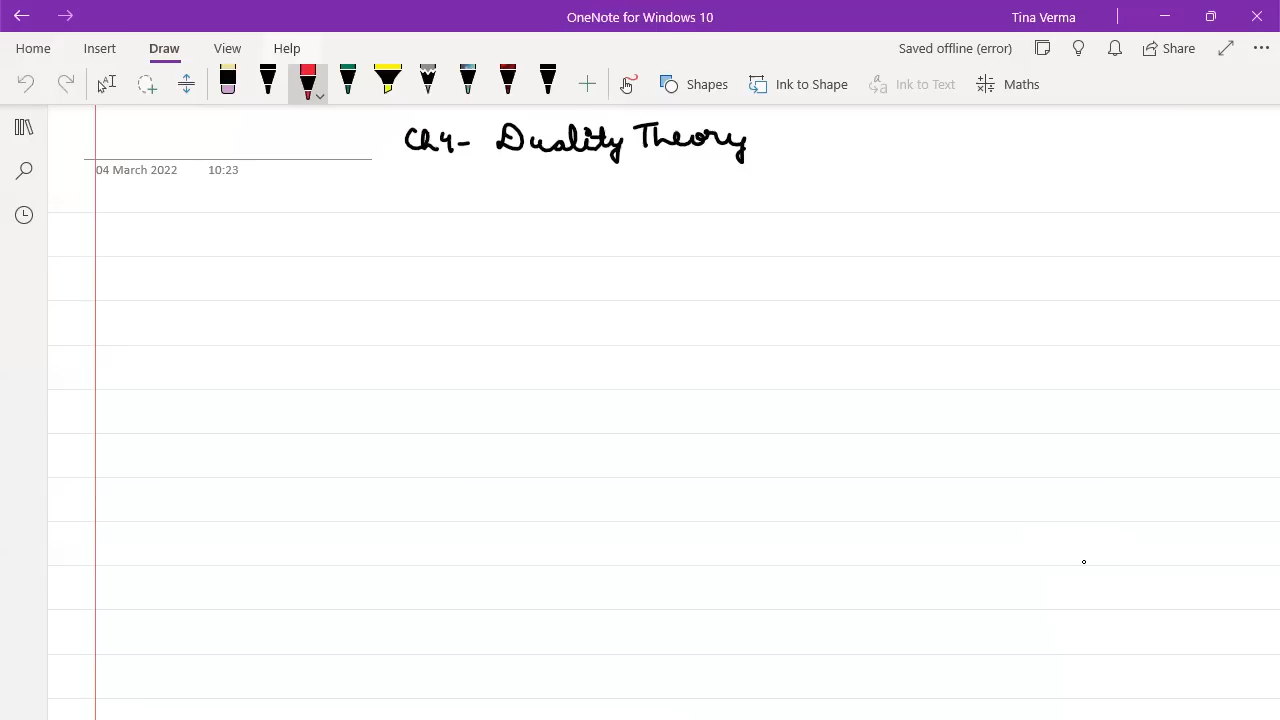 OneNote for Windows 10
Tina Verma
Home Insert Draw View Help
Saved offline (error)
Share
Shapes
Ink to Shape
Ink to Text
Maths
Ch4- Duality Theory
04 March 2022 10:23